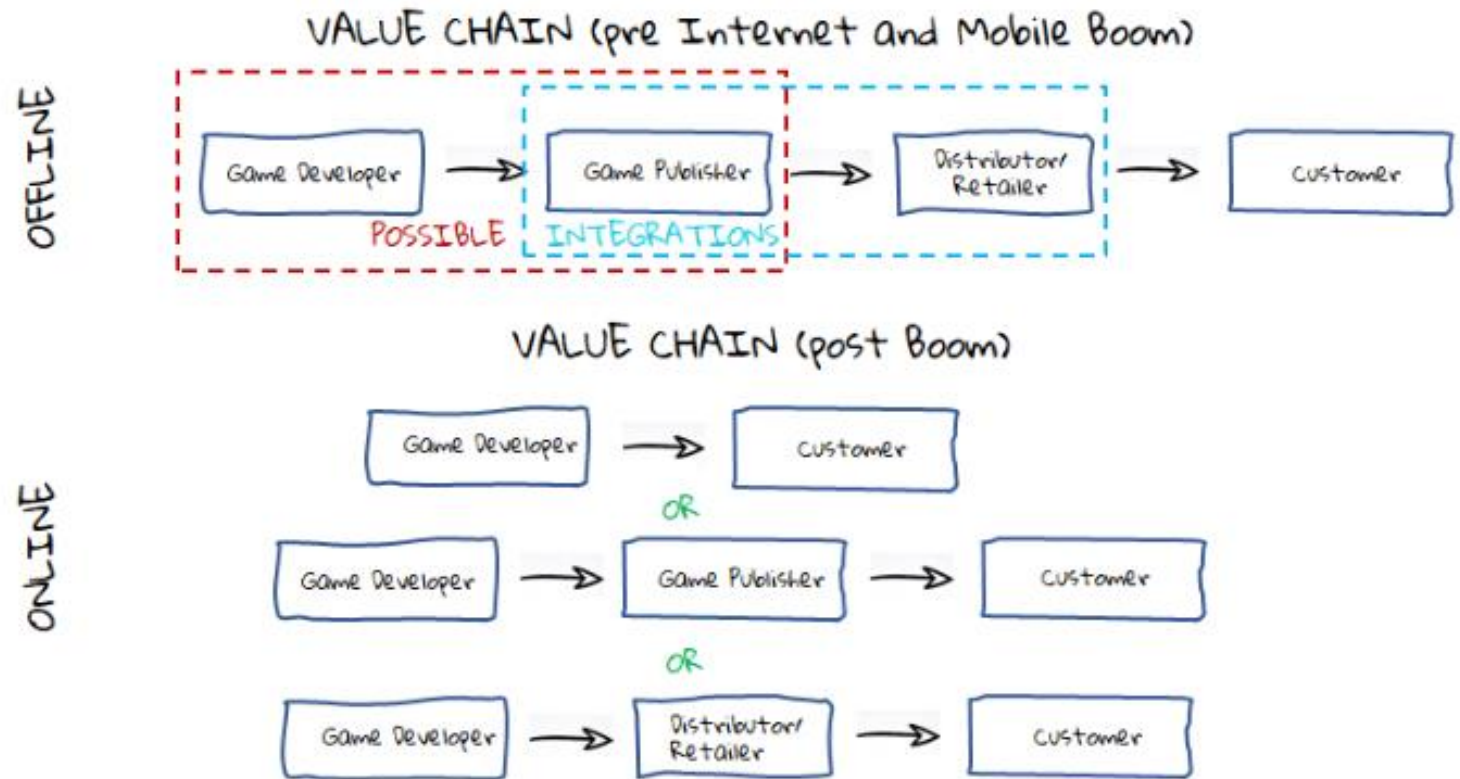 VALUE CHAIN (pre Internet and Mobile Boom)
OFFLINE
Game Developer
Game Publisher
Distributor/
Retailer
Customer
POSSIBLE INTEGRATIONS
VALUE CHAIN (post Boom)
ONLINE
Game Developer
Customer
OR
Game Developer
Game Publisher
Customer
OR
Game Developer
Distributor/
Retailer
Customer